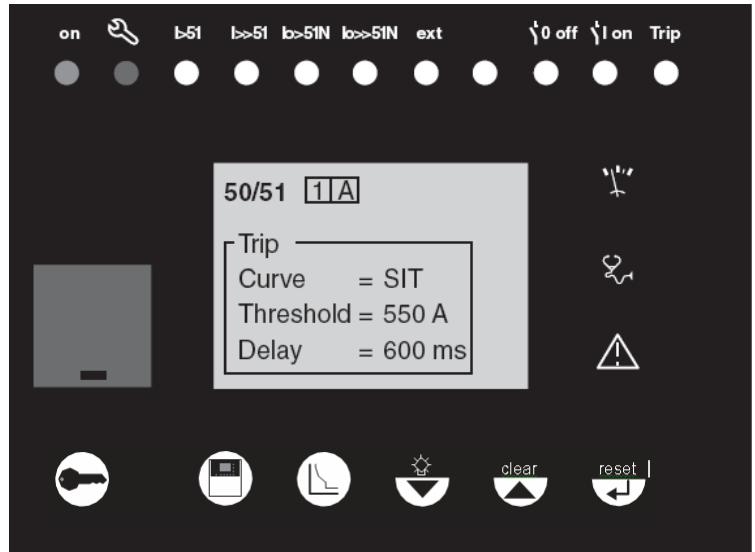 on I>51 I>>51 Io>51N Io>>51N ext 0 off I on Trip
50/51 1 A
Trip
Curve = SIT
Threshold = 550 A
Delay = 600 ms
clear reset